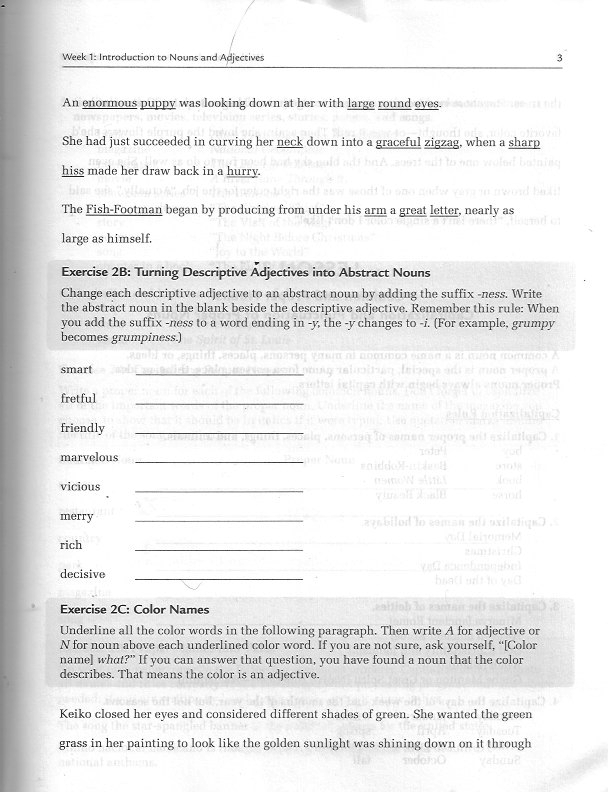 Week 1: Introduction to Nouns and Adjectives 3
An enormous puppy was looking down at her with large round eyes.
She had just succeeded in curving her neck down into a graceful zigzag, when a sharp
hiss made her draw back in a hurry.
The Fish-Footman began by producing from under his arm a great letter, nearly as
large as himself.
Exercise 2B: Turning Descriptive Adjectives into Abstract Nouns
Change each descriptive adjective to an abstract noun by adding the suffix -ness. Write
the abstract noun in the blank beside the descriptive adjective. Remember this rule: When
you add the suffix -ness to a word ending in -y, the -y changes to -i. (For example, grumpy
becomes grumpiness.)
smart
fretful
friendly
marvelous
vicious
merry
rich
decisive
Exercise 2C: Color Names
Underline all the color words in the following paragraph. Then write A for adjective or
N for noun above each underlined color word. If you are not sure, ask yourself, “[Color
name] what?” If you can answer that question, you have found a noun that the color
describes. That means the color is an adjective.
Keiko closed her eyes and considered different shades of green. She wanted the green
grass in her painting to look like the golden sunlight was shining down on it through